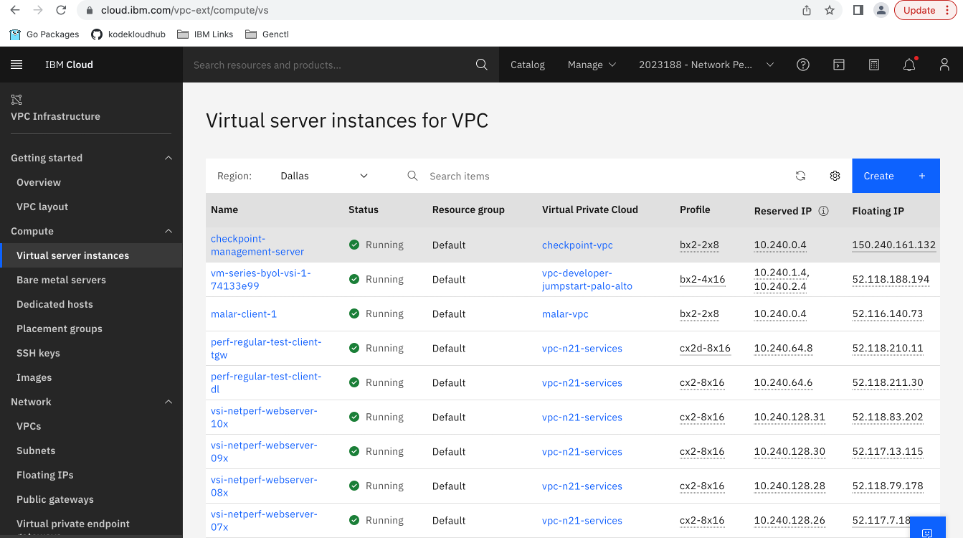 cloud.ibm.com/vpc-ext/compute/vs
Update
Go Packages
kodekloudhub
IBM Links
Genctl
IBM Cloud
Search resources and products...
Catalog
Manage
2023188 - Network Pe...
VPC Infrastructure
Getting started
Overview
VPC layout
Compute
Virtual server instances
Bare metal servers
Dedicated hosts
Placement groups
SSH keys
Images
Network
VPCs
Subnets
Floating IPs
Public gateways
Virtual private endpoint
Virtual server instances for VPC
Region: Dallas
Search items
Create +
Name Status Resource group Virtual Private Cloud Profile Reserved IP Floating IP
checkpoint-
management-server
Running Default checkpoint-vpc bx2-2x8 10.240.0.4 150.240.161.132
vm-series-byol-vsi-1-
74133e99
Running Default
vpc-developer-
jumpstart-palo-alto
bx2-4x16
10.240.1.4,
10.240.2.4
52.118.188.194
malar-client-1 Running Default malar-vpc bx2-2x8 10.240.0.4 52.116.140.73
perf-regular-test-client-
tgw
Running Default vpc-n21-services cx2d-8x16 10.240.64.8 52.118.210.11
perf-regular-test-client-
dl
Running Default vpc-n21-services cx2-8x16 10.240.64.6 52.118.211.30
vsi-netperf-webserver-
10x
Running Default vpc-n21-services cx2-8x16 10.240.128.31 52.118.83.202
vsi-netperf-webserver-
09x
Running Default vpc-n21-services cx2-8x16 10.240.128.30 52.117.13.115
vsi-netperf-webserver-
08x
Running Default vpc-n21-services cx2-8x16 10.240.128.28 52.118.79.178
vsi-netperf-webserver-
07x
Running Default vpc-n21-services cx2-8x16 10.240.128.26